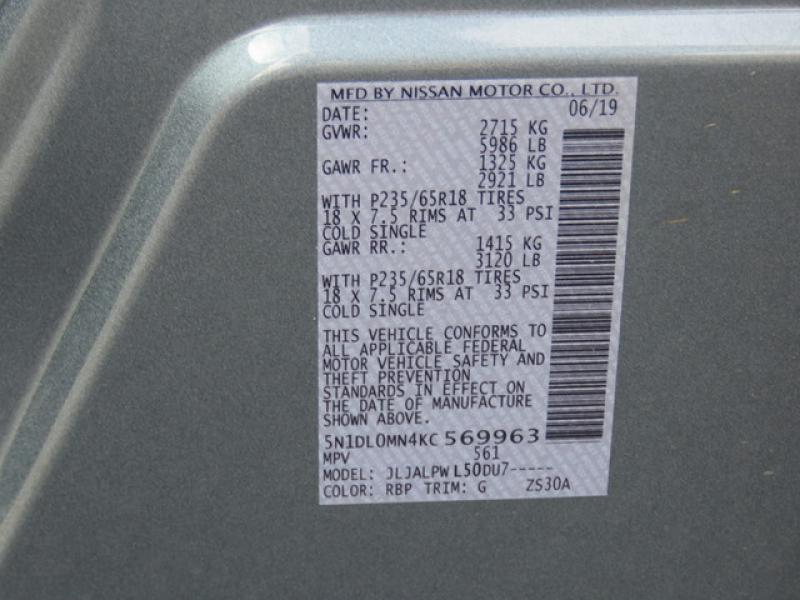 MFD BY NISSAN MOTOR CO., LTD.
DATE: 06/19
GVWR: 2715 KG
5986 LB
GAWR FR.: 1325 KG
2921 LB
WITH P235/65R18 TIRES
18 X 7.5 RIMS AT 33 PSI
COLD SINGLE
GAWR RR.: 1415 KG
3120 LB
WITH P235/65R18 TIRES
18 X 7.5 RIMS AT 33 PSI
COLD SINGLE
THIS VEHICLE CONFORMS TO
ALL APPLICABLE FEDERAL
MOTOR VEHICLE SAFETY AND
THEFT PREVENTION
STANDARDS IN EFFECT ON
THE DATE OF MANUFACTURE
SHOWN ABOVE.
5N1DL0MN4KC 569963
MPV 561
MODEL: JLJALPW L50DU7-----
COLOR: RBP TRIM: G ZS30A